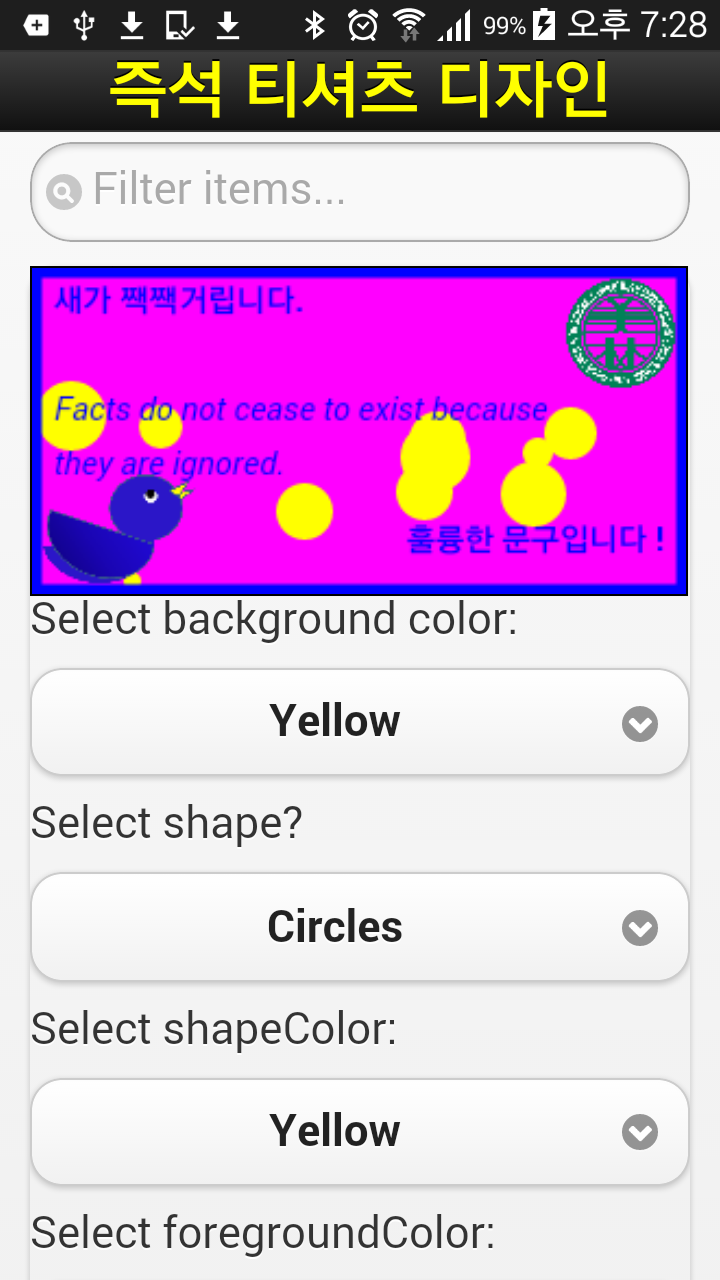 99% 오후 7:28
즉석 티셔츠 디자인
Filter items...
새가 짹짹거립니다.
Facts do not cease to exist because
they are ignored.
훌륭한 문구입니다 !
Select background color:
Yellow
Select shape?
Circles
Select shapeColor:
Yellow
Select foregroundColor: